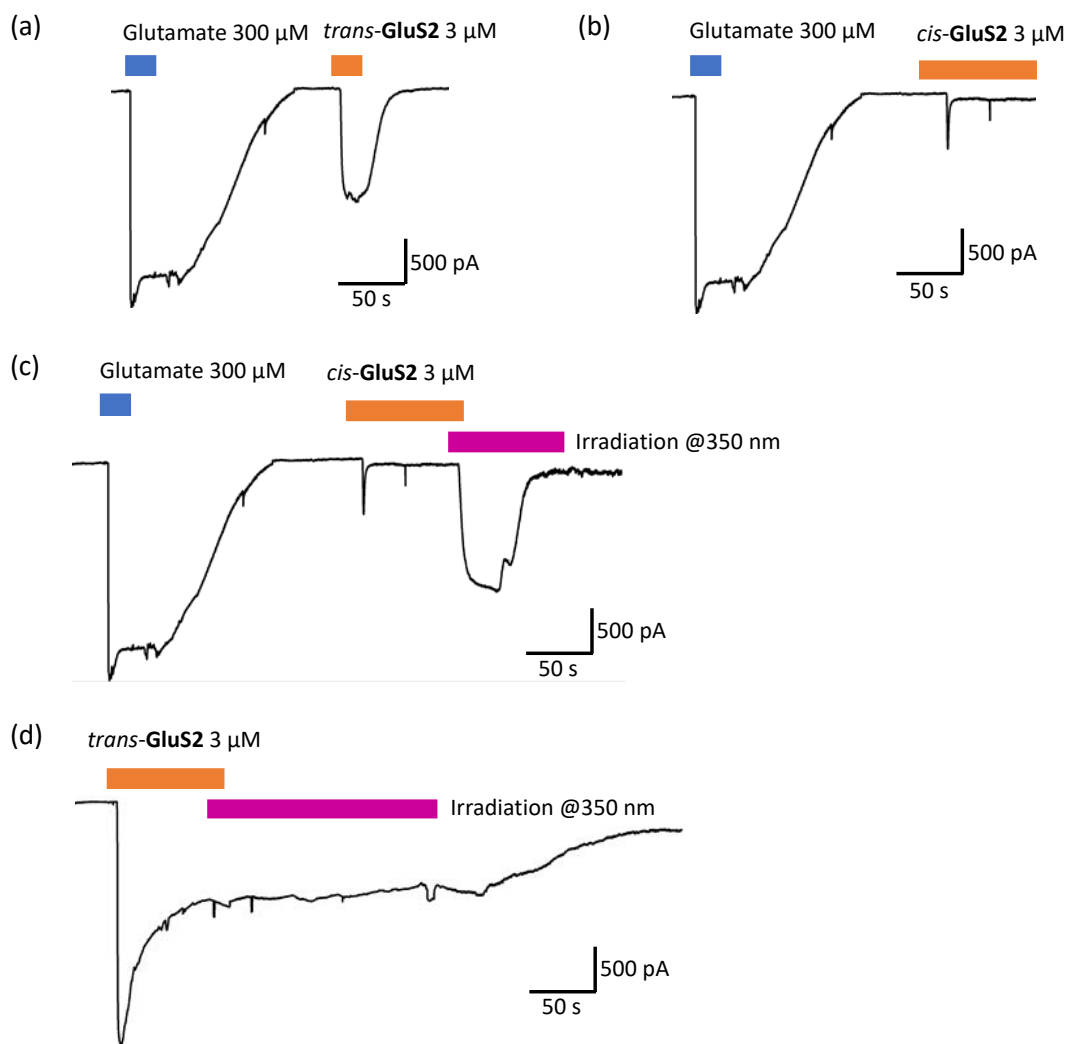 (a)
Glutamate 300 µM
trans-GluS2 3 µM
500 pA
50 s
(b)
Glutamate 300 µM
cis-GluS2 3 µM
500 pA
50 s
(c)
Glutamate 300 µM
cis-GluS2 3 µM
Irradiation @350 nm
500 pA
50 s
(d)
trans-GluS2 3 µM
Irradiation @350 nm
500 pA
50 s